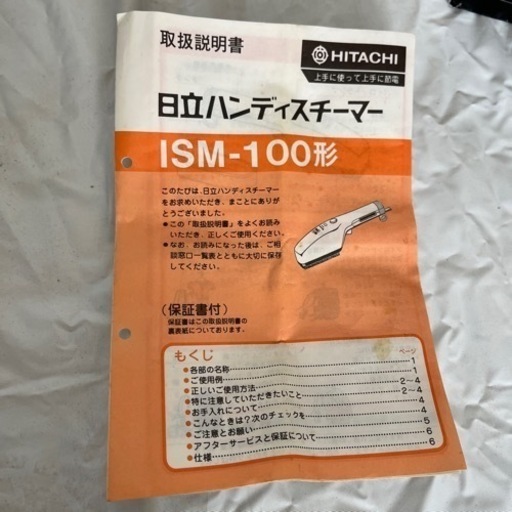 取扱説明書
HITACHI
上手に使って上手に節電
日立ハンディスチーマー
ISM-100形
このたびは、日立ハンディスチーマー
をお求めいただき、まことにありが
とうございました。
●この「取扱説明書」をよくお読み
いただき、正しくご使用ください。
●なお、お読みになった後は、ご相
談窓口一覧表とともに大切に保存
してください。
(保証書付)
保証書はこの取扱説明書の
裏表紙についております。
もくじ ページ
●各部の名称 1
●ご使用例 1
●正しいご使用方法 2~4
●特に注意していただきたいこと 2~4
●お手入れについて 4
●こんなときは?次のチェックを 4
●ご注意とお願い 5
●アフターサービスと保証について 6
●仕様 6